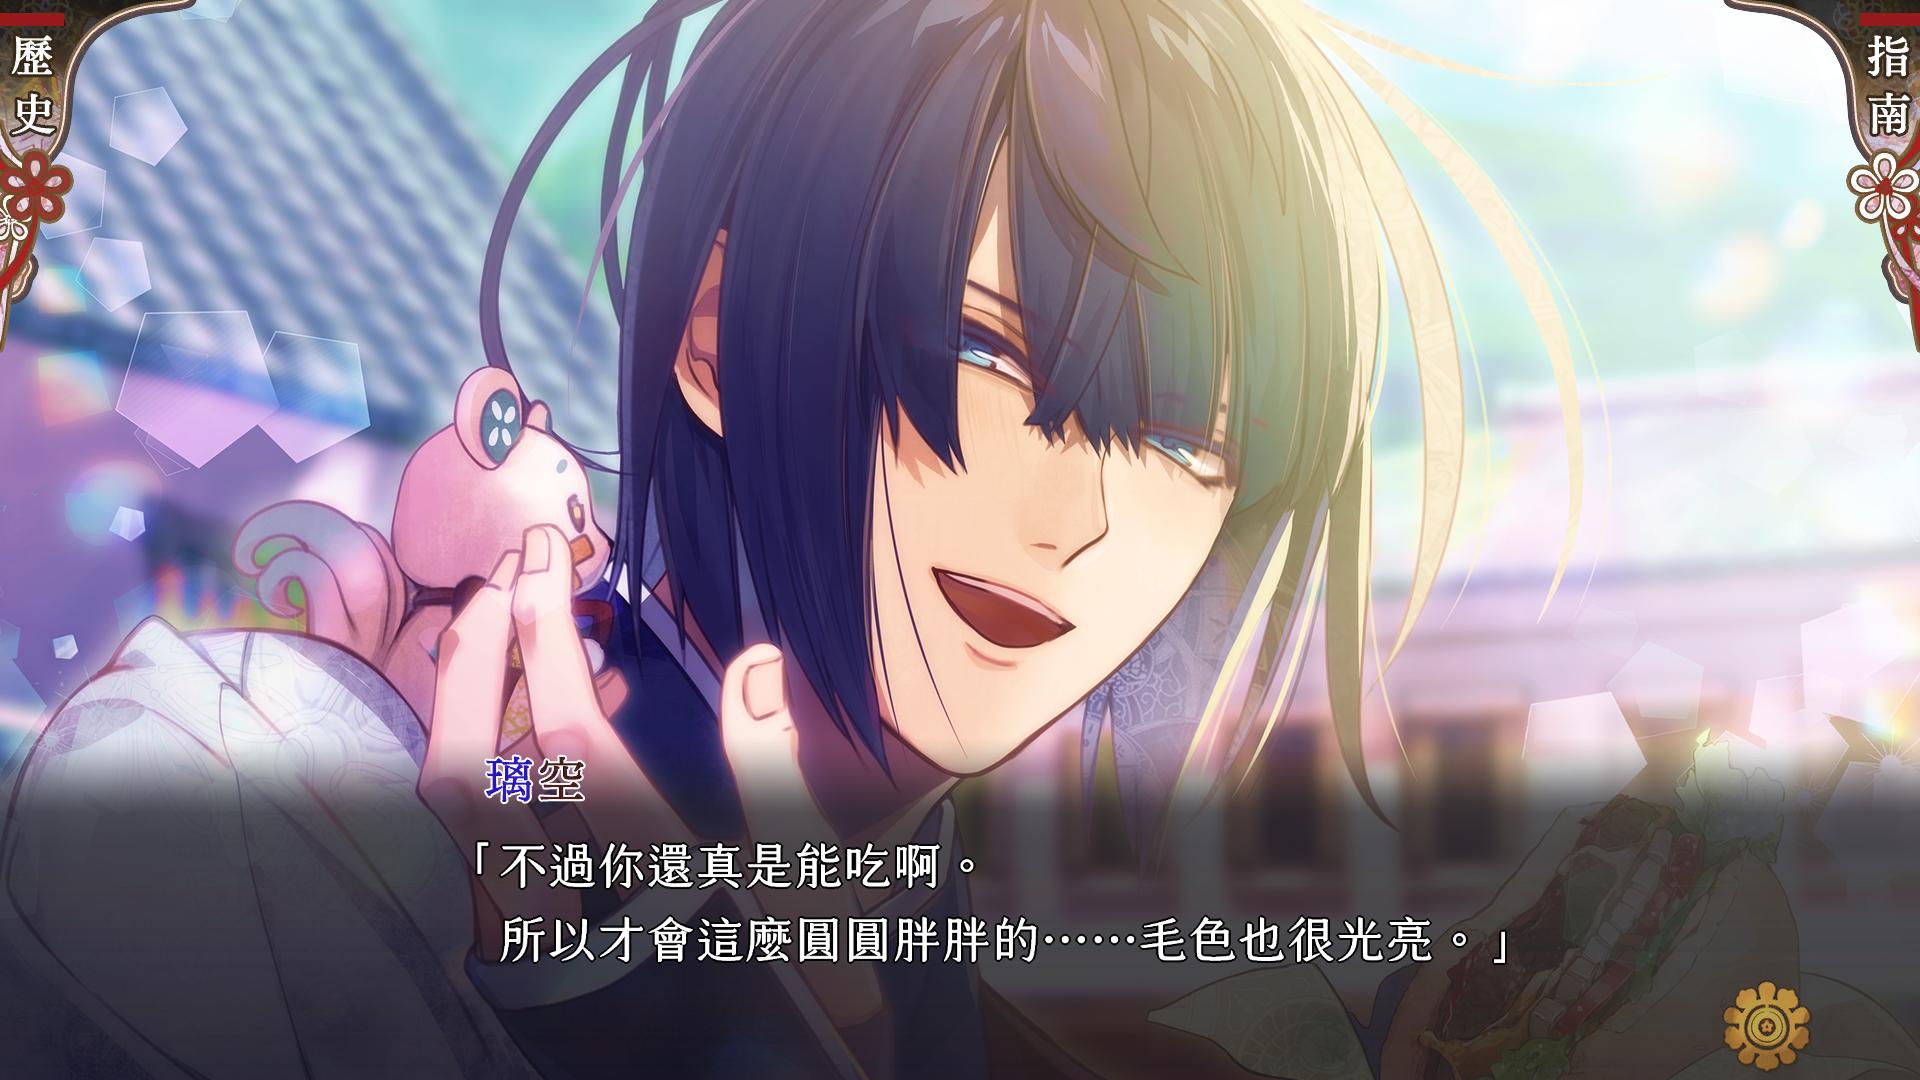 歷史
指南
璃空
「不過你還真是能吃啊。
所以才會這麼圓圓胖胖的……毛色也很光亮。」